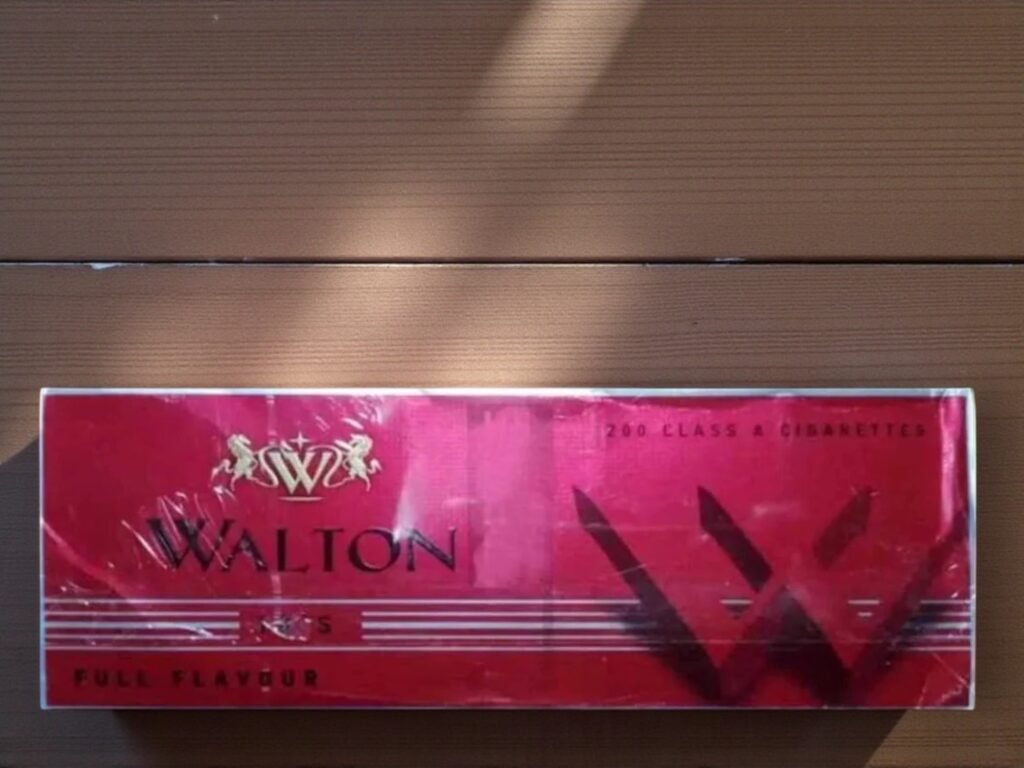 W
WALTON
FULL FLAVOUR
200 CLASS A CIGARETTES
W